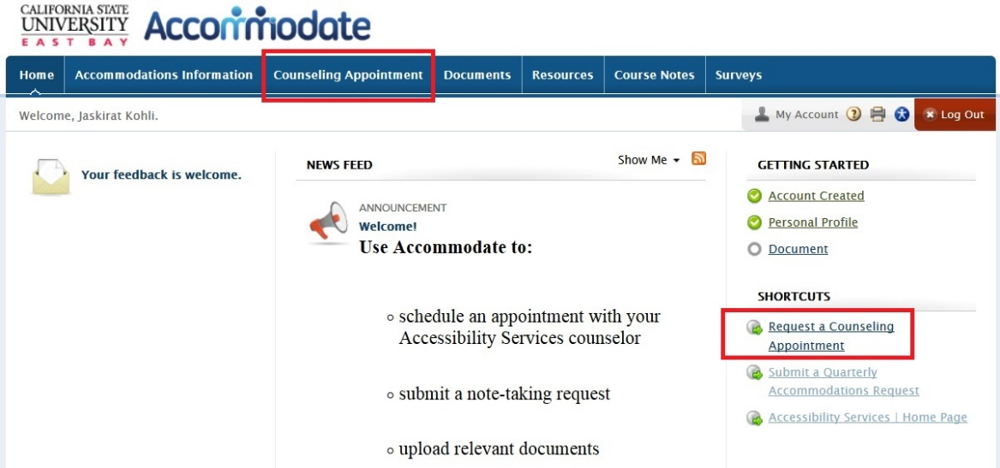 CALIFORNIA STATE
UNIVERSITY
EAST BAY
Accommodate
Home Accommodations Information Counseling Appointment Documents Resources Course Notes Surveys
Welcome, Jaskirat Kohli.
My Account ? Log Out
Your feedback is welcome.
NEWS FEED
Show Me
ANNOUNCEMENT
Welcome!
Use Accommodate to:
schedule an appointment with your
Accessibility Services counselor
submit a note-taking request
upload relevant documents
GETTING STARTED
Account Created
Personal Profile
Document
SHORTCUTS
Request a Counseling
Appointment
Submit a Quarterly
Accommodations Request
Accessibility Services | Home Page